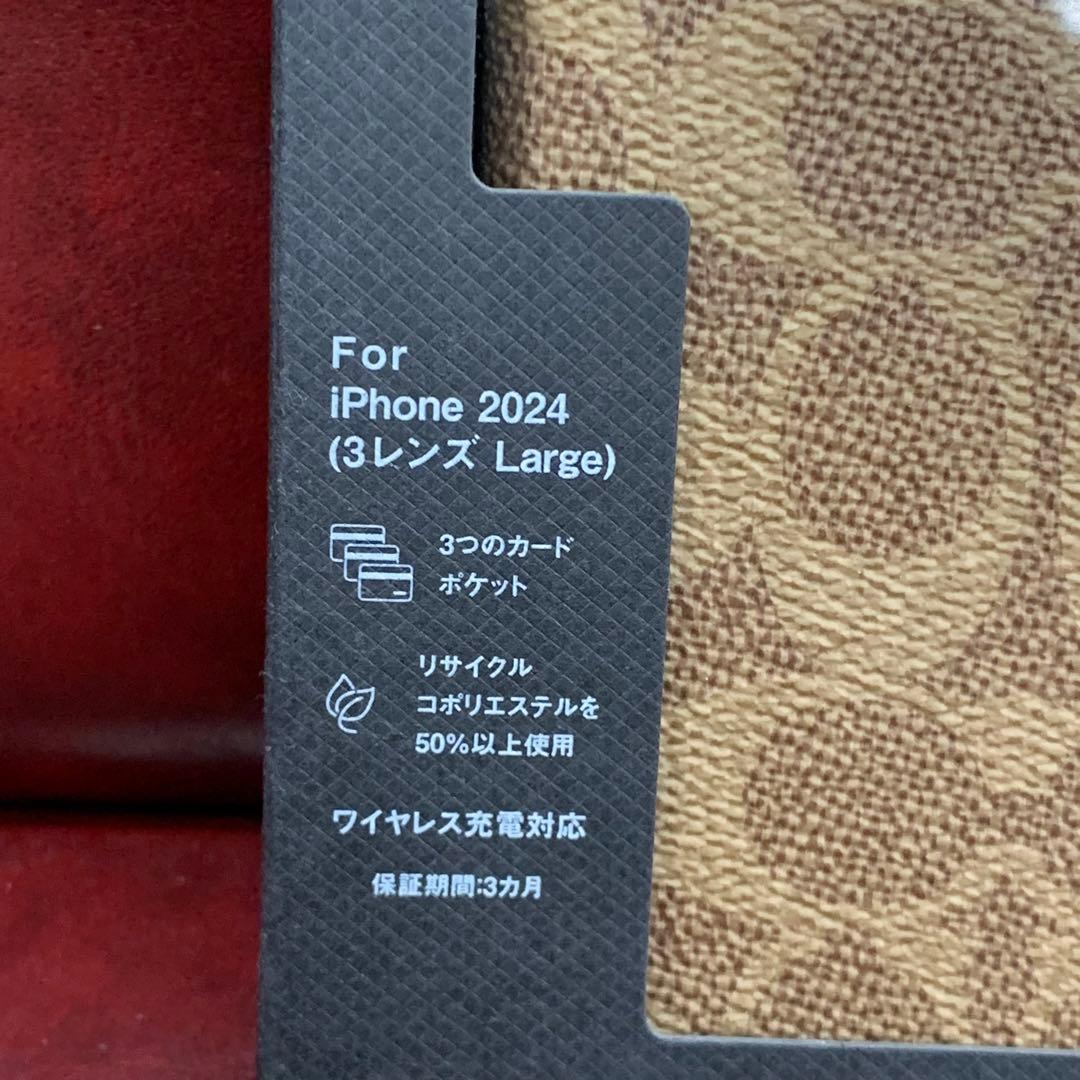 For
iPhone 2024
(3レンズ Large)
3つのカード
ポケット
リサイクル
コポリエステルを
50%以上使用
ワイヤレス充電対応
保証期間:3カ月